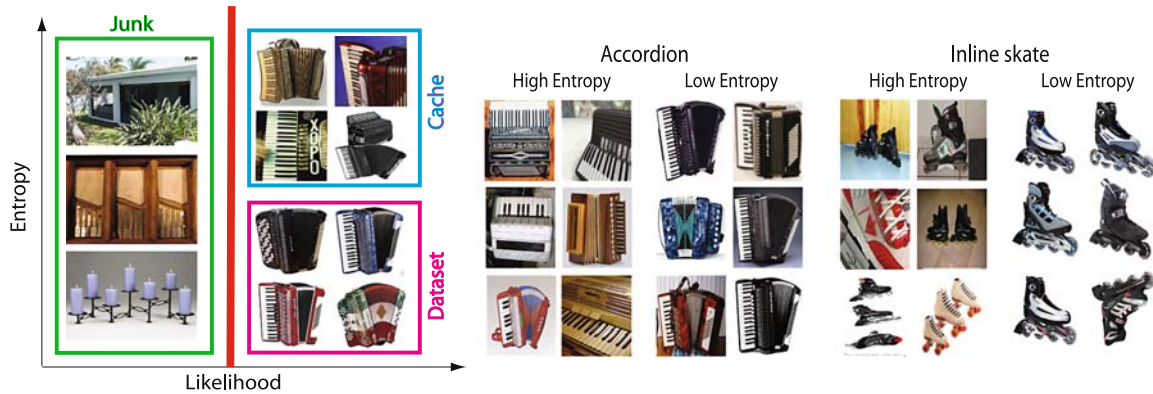 Junk
Cache
Dataset
Entropy
Likelihood
Accordion
High Entropy
Low Entropy
Inline skate
High Entropy
Low Entropy